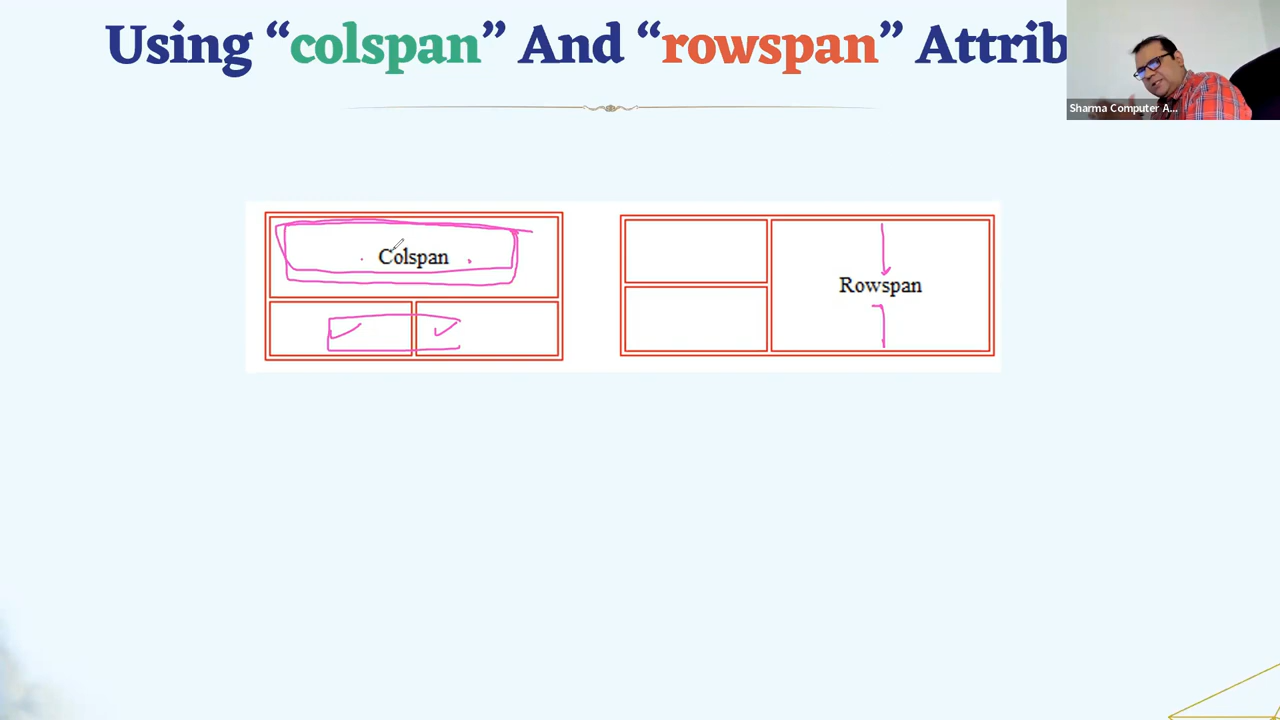 Using “colspan” And “rowspan” Attrib
Sharma Computer A...
Colspan
Rowspan